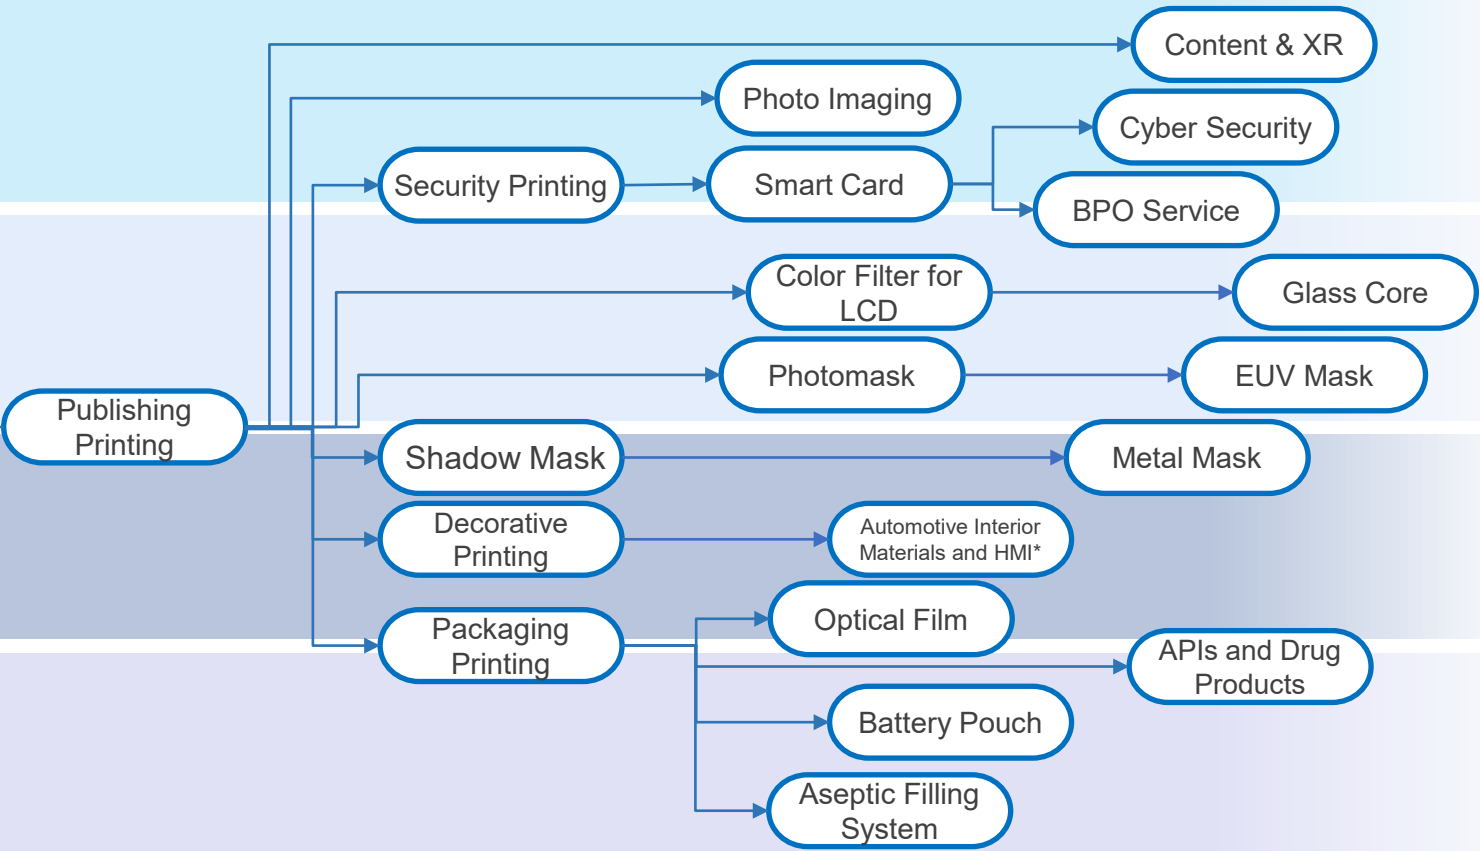 Content & XR
Photo Imaging
Cyber Security
Security Printing
Smart Card
BPO Service
Color Filter for
LCD
Glass Core
Photomask
EUV Mask
Publishing
Printing
Shadow Mask
Metal Mask
Decorative
Printing
Automotive Interior
Materials and HMI*
Optical Film
Packaging
Printing
APIs and Drug
Products
Battery Pouch
Aseptic Filling
System